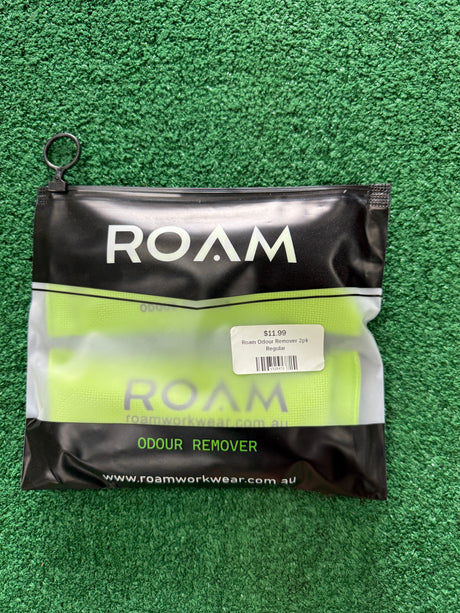 ROAM
$11.99
Roam Odour Remover 2pk
Regular
ROAM
roamworkwear.com.au
ODOUR REMOVER
www.roamworkwear.com.au